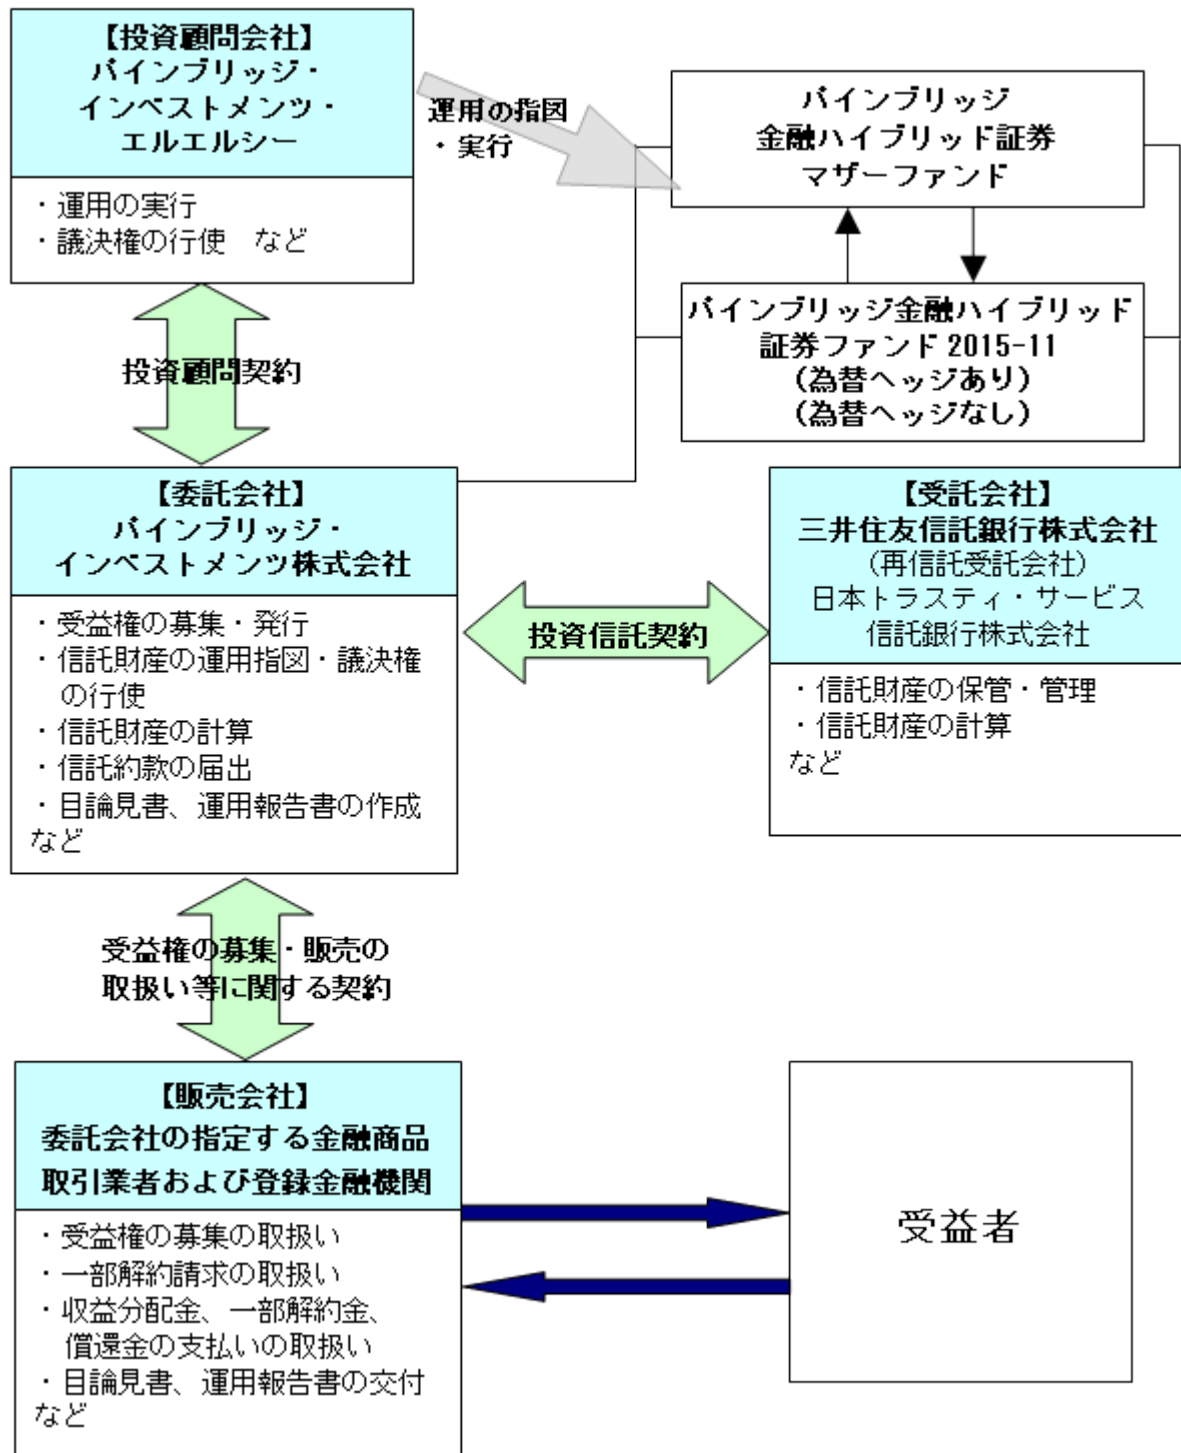 【投資顧問会社】
パインブリッジ・
インベストメンツ・
エルエルシー
・運用の実行
・議決権の行使　など
運用の指図
・実行
パインブリッジ
金融ハイブリッド証券
マザーファンド
パインブリッジ金融ハイブリッド
証券ファンド 2015-11
（為替ヘッジあり）
（為替ヘッジなし）
投資顧問契約
【委託会社】
パインブリッジ・
インベストメンツ株式会社
・受益権の募集・発行
・信託財産の運用指図・議決権
の行使
・信託財産の計算
・信託約款の届出
・目論見書、運用報告書の作成
など
投資信託契約
【受託会社】
三井住友信託銀行株式会社
（再信託受託会社）
日本トラスティ・サービス
信託銀行株式会社
・信託財産の保管・管理
・信託財産の計算
など
受益権の募集・販売の
取扱い等に関する契約
【販売会社】
委託会社の指定する金融商品
取引業者および登録金融機関
・受益権の募集の取扱い
・一部解約請求の取扱い
・収益分配金、一部解約金、
償還金の支払いの取扱い
・目論見書、運用報告書の交付
など
受益者